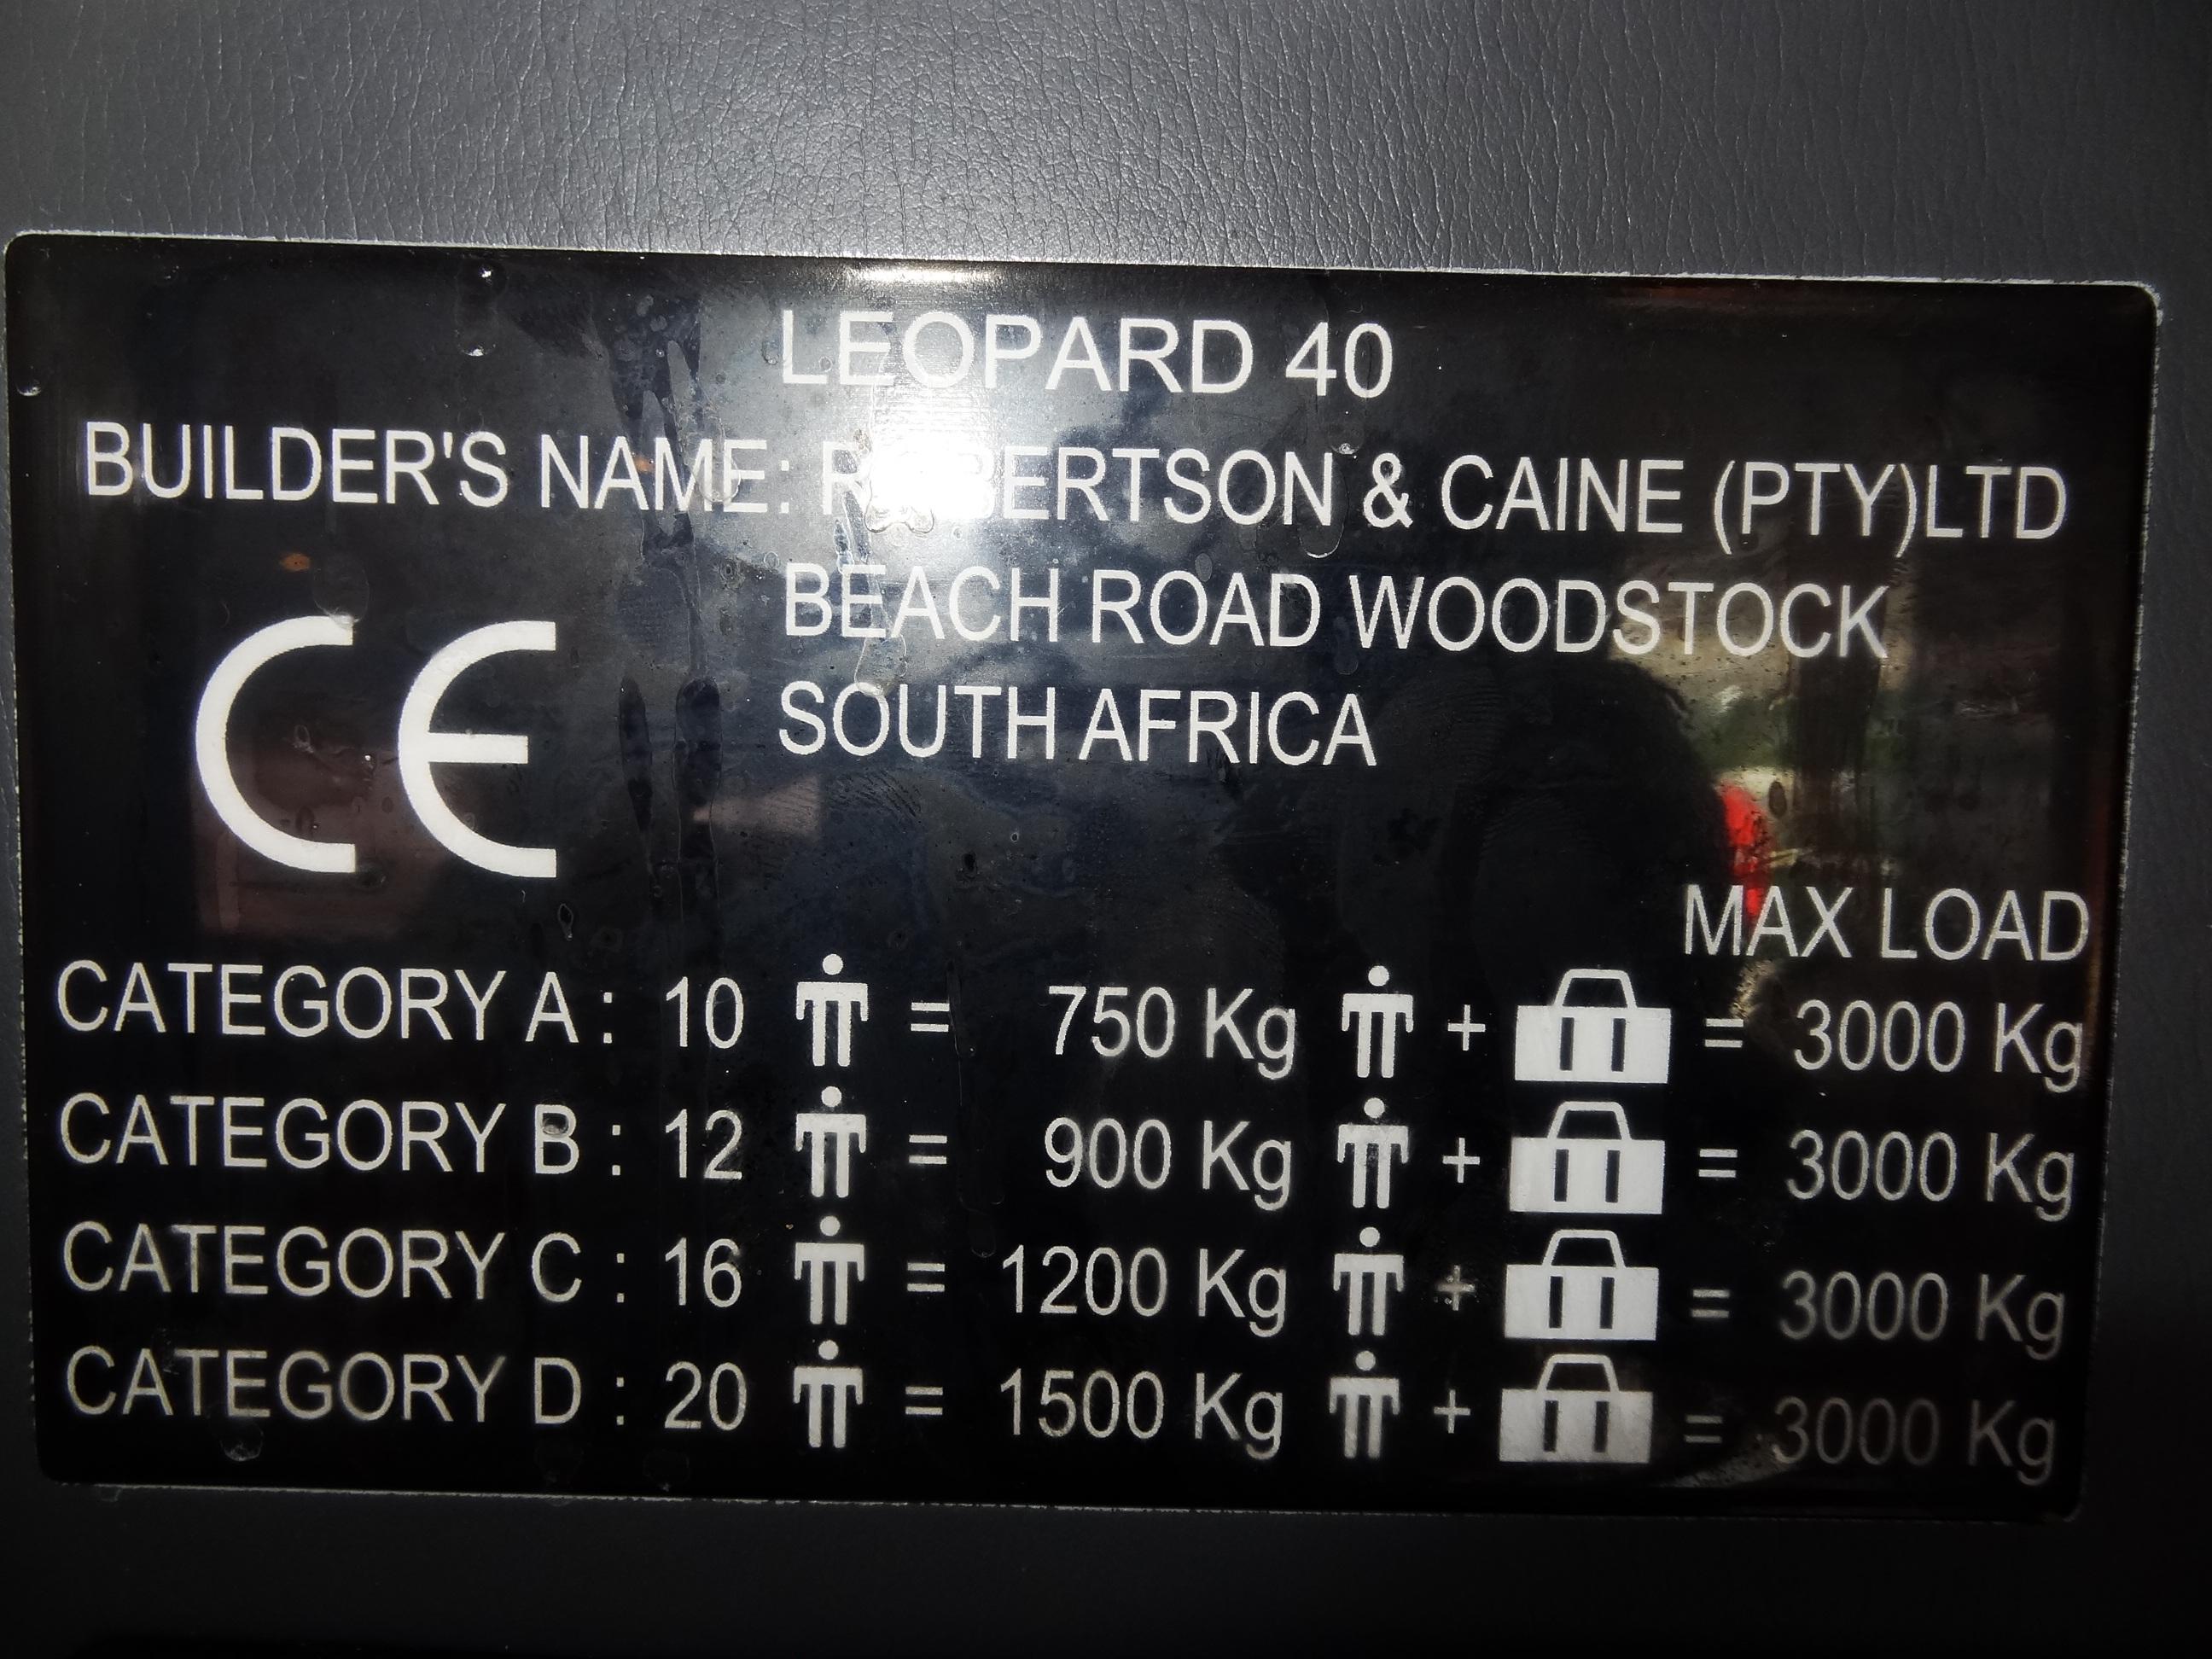 LEOPARD 40
BUILDER'S NAME: ROBERTSON & CAINE (PTY)LTD
BEACH ROAD WOODSTOCK
SOUTH AFRICA
CE
MAX LOAD
CATEGORY A : 10 = 750 Kg + = 3000 Kg
CATEGORY B : 12 = 900 Kg + = 3000 Kg
CATEGORY C : 16 = 1200 Kg + = 3000 Kg
CATEGORY D : 20 = 1500 Kg + = 3000 Kg